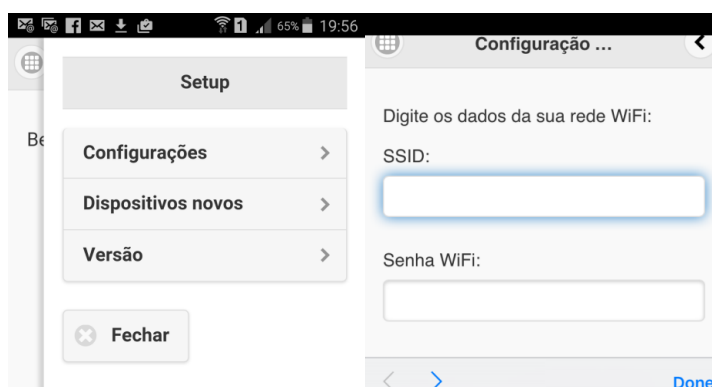 65% 19:56
Setup
Be
Configurações
Dispositivos novos
Versão
Fechar
Configuração ...
Digite os dados da sua rede WiFi:
SSID:
Senha WiFi:
Done